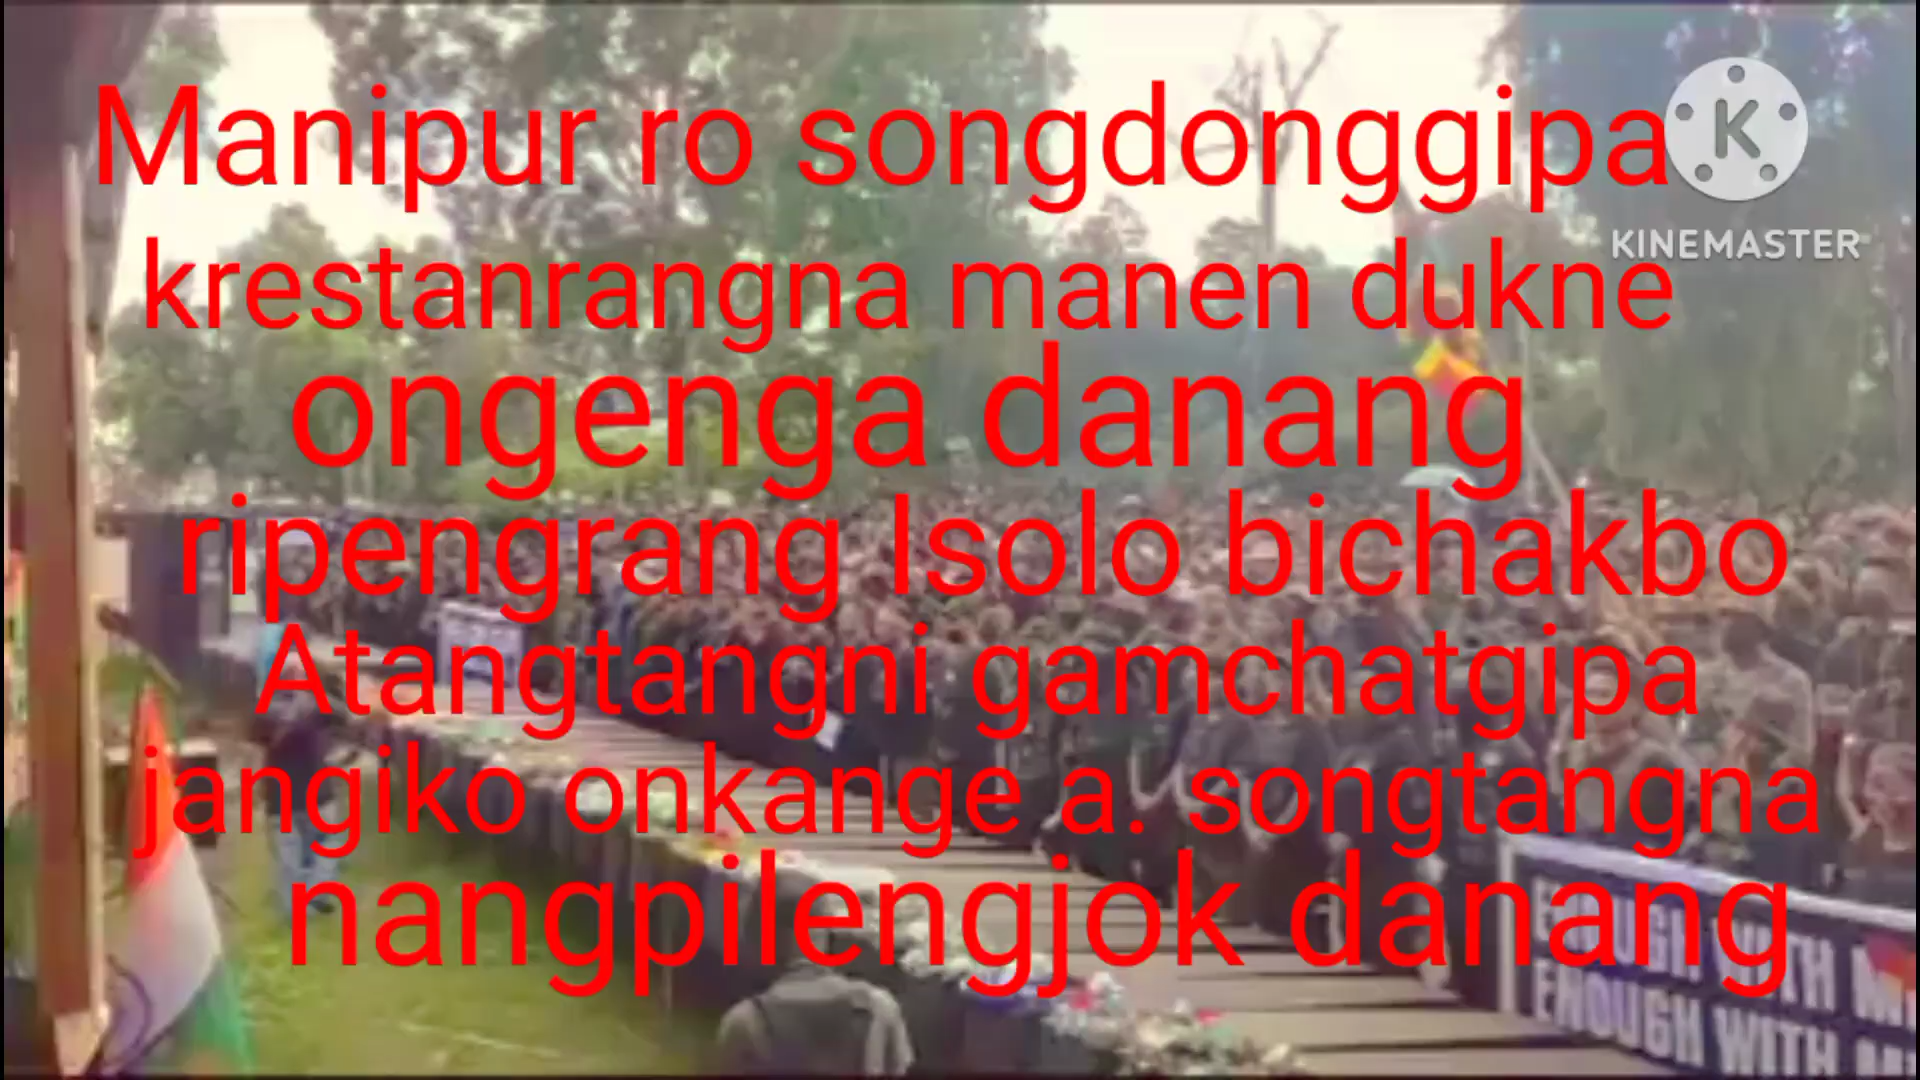 Manipur ro songdonggipa
krestanrangna manen dukne
ongenga danang
ripengrang Isolo bichakbo
Atangtangni gamchatgipa
jangiko onkange a. songtangna
nangpilengjok danang
KINEMASTER
ENOUGH WITH
ENOUGH WITH